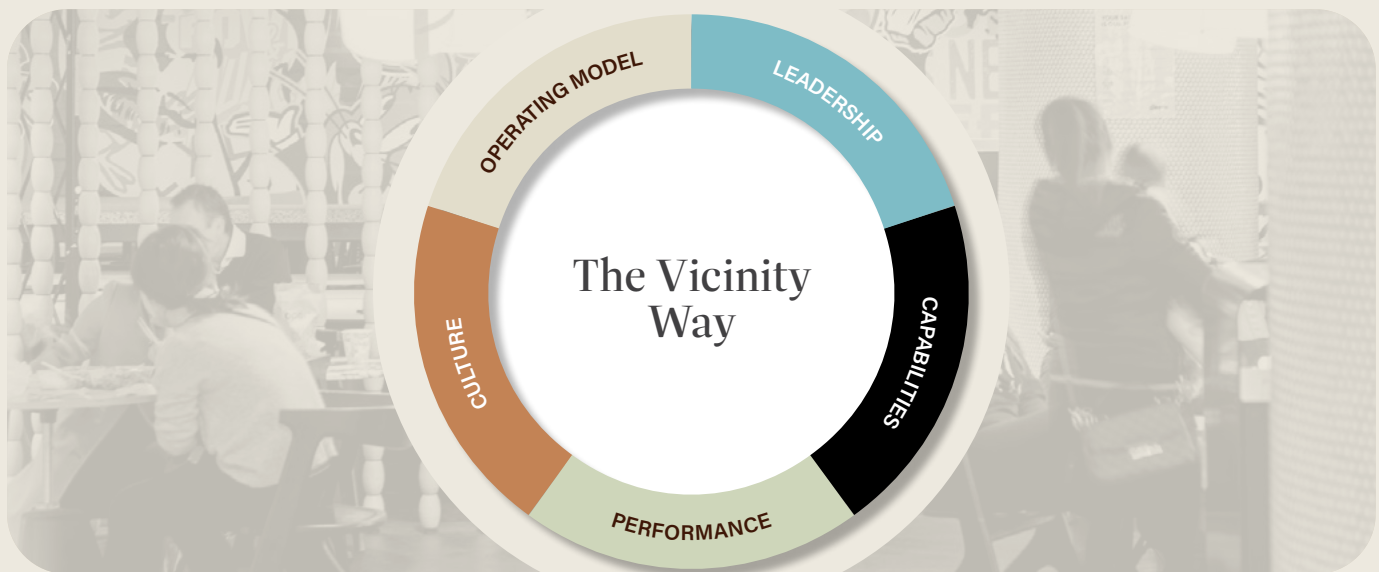 OPERATING MODEL
LEADERSHIP
The Vicinity
Way
CAPABILITIES
CULTURE
PERFORMANCE